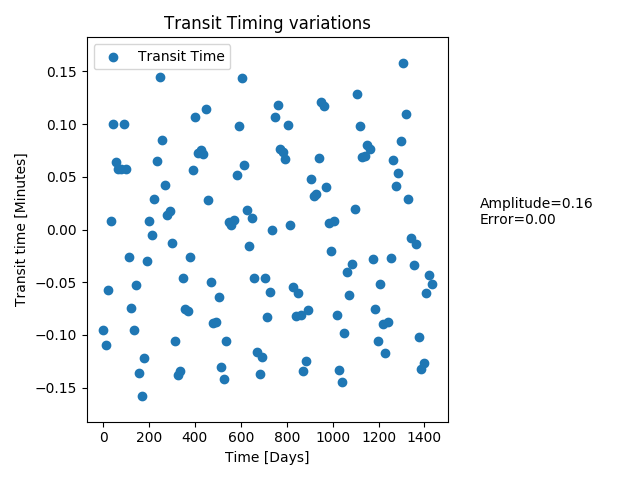 Transit Timing variations
Transit Time
0.15
0.10
0.05
0.00
−0.05
−0.10
−0.15
Transit time [Minutes]
0 200 400 600 800 1000 1200 1400
Time [Days]
Amplitude=0.16
Error=0.00